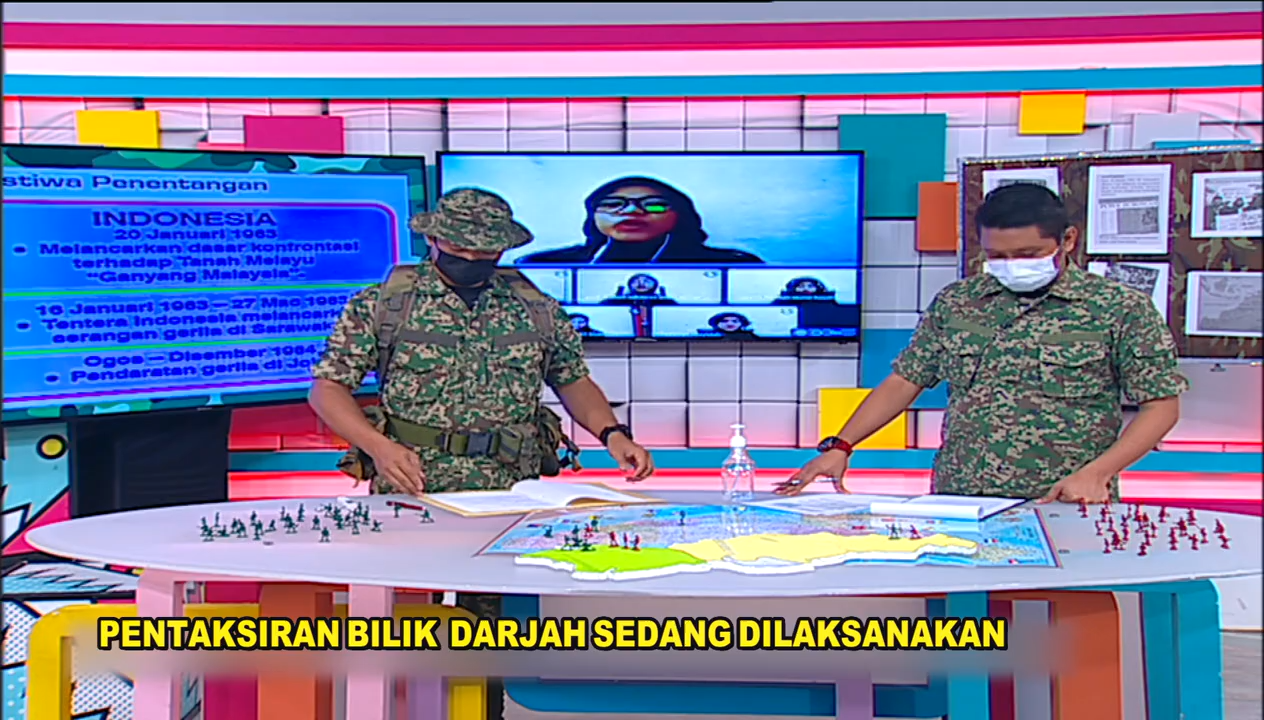 stiwa Penentangan
INDONESIA
20 Januari 1963
• Melancarkan dasar konfrontasi
terhadap Tanah Melayu
"Ganyang Malaysia".
16 Januari 1963 – 27 Mac 1963
• Tentera Indonesia melancark
serangan gerila di Sarawak
Ogos – Disember 1964
• Pendaratan gerila di Jo
PENTAKSIRAN BILIK DARJAH SEDANG DILAKSANAKAN